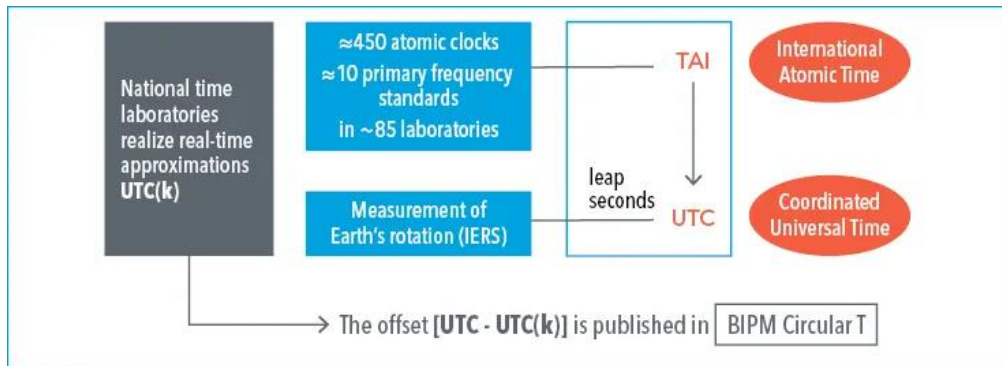 National time
laboratories
realize real-time
approximations
UTC(k)
≈450 atomic clocks
≈10 primary frequency
standards
in ~85 laboratories
Measurement of
Earth's rotation (IERS)
TAI
leap
seconds
UTC
International
Atomic Time
Coordinated
Universal Time
The offset [UTC - UTC(k)] is published in BIPM Circular T